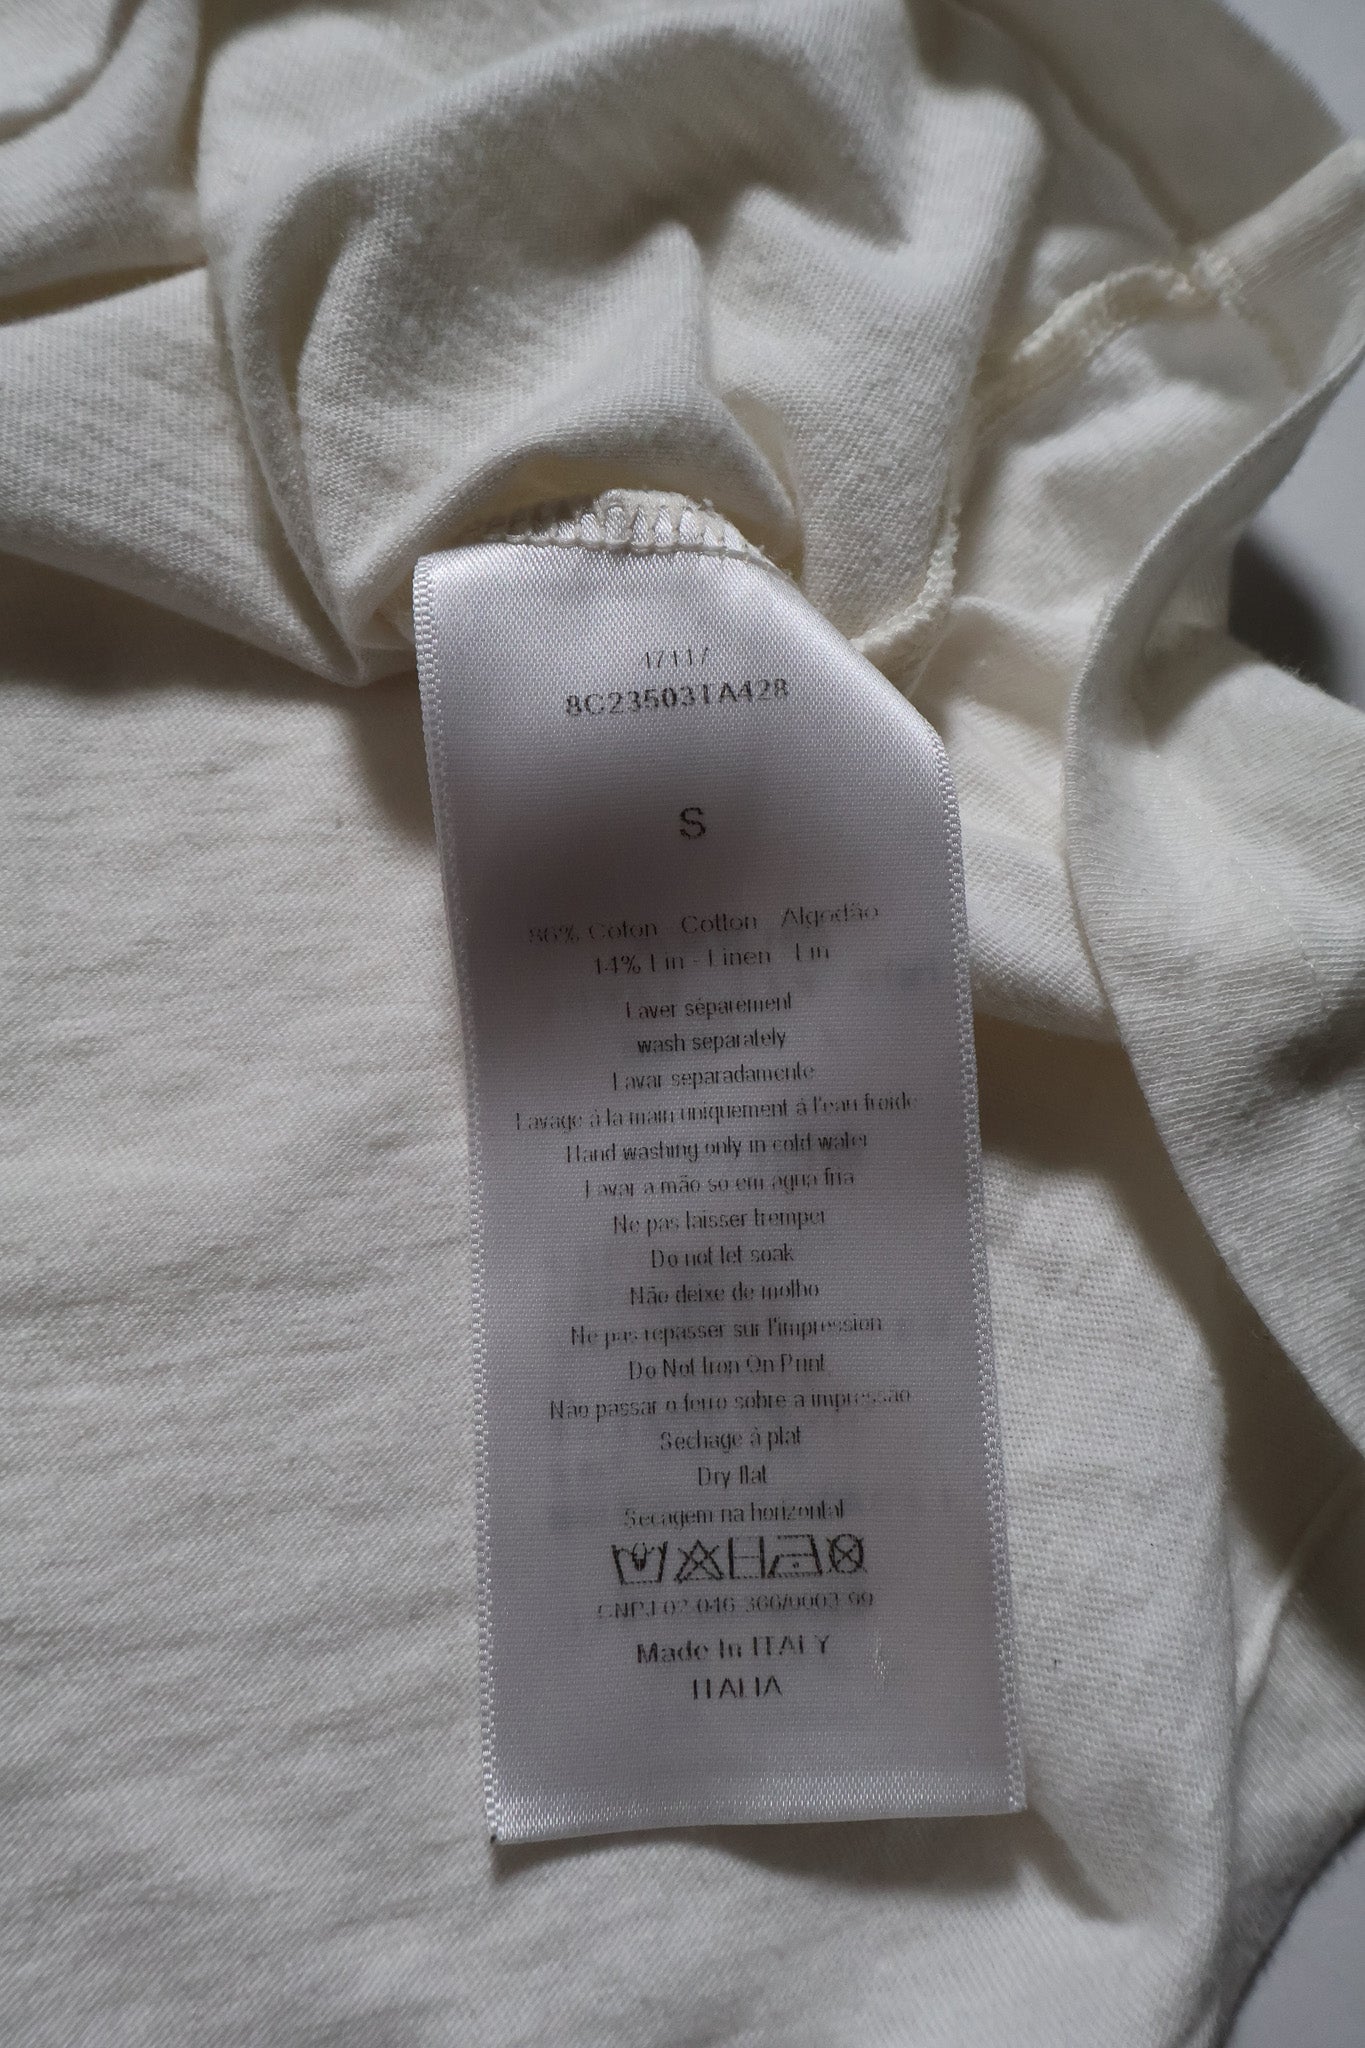 47117
8C23503TA428
S
86% Coton - Cotton - Algodão
14% Lin - Linen - Lin
Laver séparement
wash separately
Lavar separadamente
Lavage à la main uniquement à l'eau froide
Hand washing only in cold water
Lavar a mão so em agua fria
Ne pas laisser tremper
Do not let soak
Não deixe de molho
Ne pas repasser sur l'impression
Do Not Iron On Print
Nao passar o ferro sobre a impressao
Sechage à plat
Dry flat
Secagem na horizontal
CNPJ 02 046 366/0003-99
Made In ITALY
ITALIA